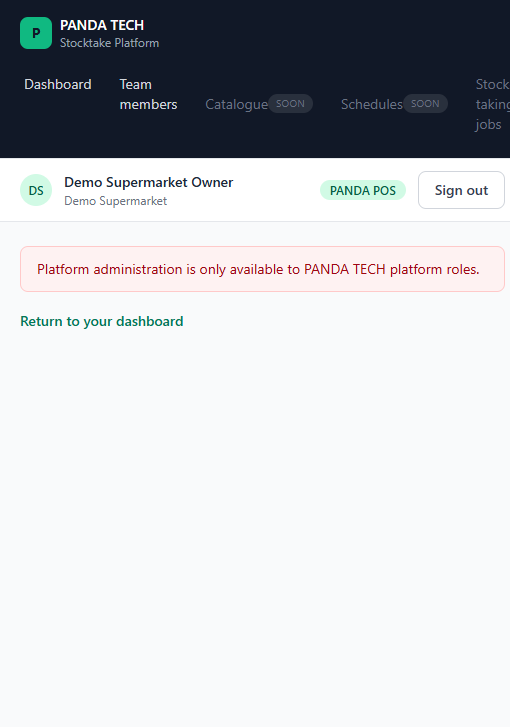 P
PANDA TECH
Stocktake Platform
Dashboard
Team
members
Catalogue SOON
Schedules SOON
Stock
taking
jobs
DS
Demo Supermarket Owner
Demo Supermarket
PANDA POS
Sign out
Platform administration is only available to PANDA TECH platform roles.
Return to your dashboard